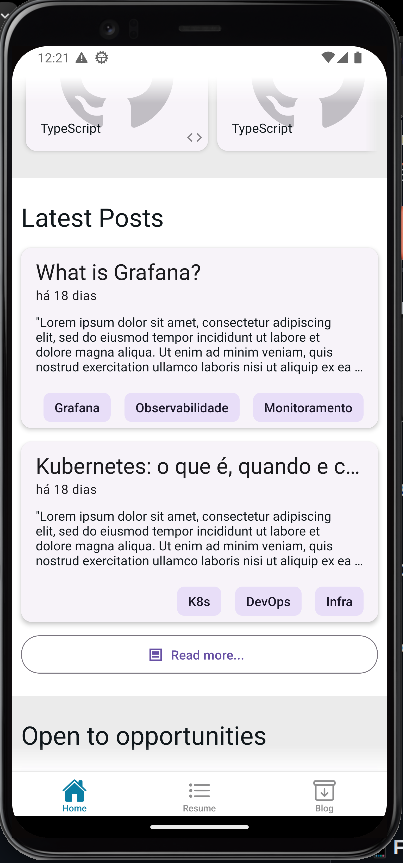 12:21
TypeScript
TypeScript
Latest Posts
What is Grafana?
há 18 dias
"Lorem ipsum dolor sit amet, consectetur adipiscing
elit, sed do eiusmod tempor incididunt ut labore et
dolore magna aliqua. Ut enim ad minim veniam, quis
nostrud exercitation ullamco laboris nisi ut aliquip ex ea ...
Grafana Observabilidade Monitoramento
Kubernetes: o que é, quando e c...
há 18 dias
"Lorem ipsum dolor sit amet, consectetur adipiscing
elit, sed do eiusmod tempor incididunt ut labore et
dolore magna aliqua. Ut enim ad minim veniam, quis
nostrud exercitation ullamco laboris nisi ut aliquip ex ea ...
K8s DevOps Infra
Read more...
Open to opportunities
Home Resume Blog